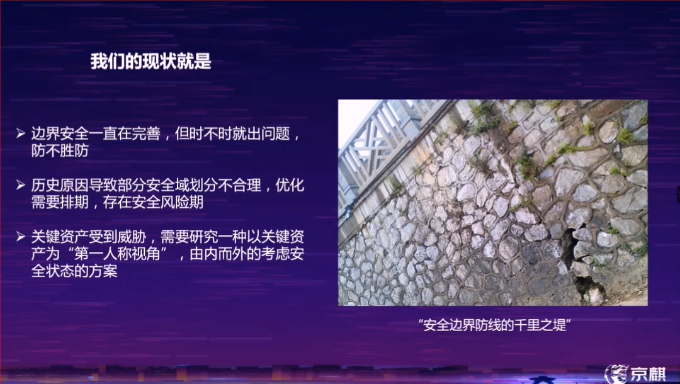 我们的现状就是
边界安全一直在完善，但时不时就出问题，
防不胜防
历史原因导致部分安全域划分不合理，优化
需要排期，存在安全风险期
关键资产受到威胁，需要研究一种以关键资
产为“第一人称视角”，由内而外的考虑安
全状态的方案
“安全边界防线的千里之堤”
京麒